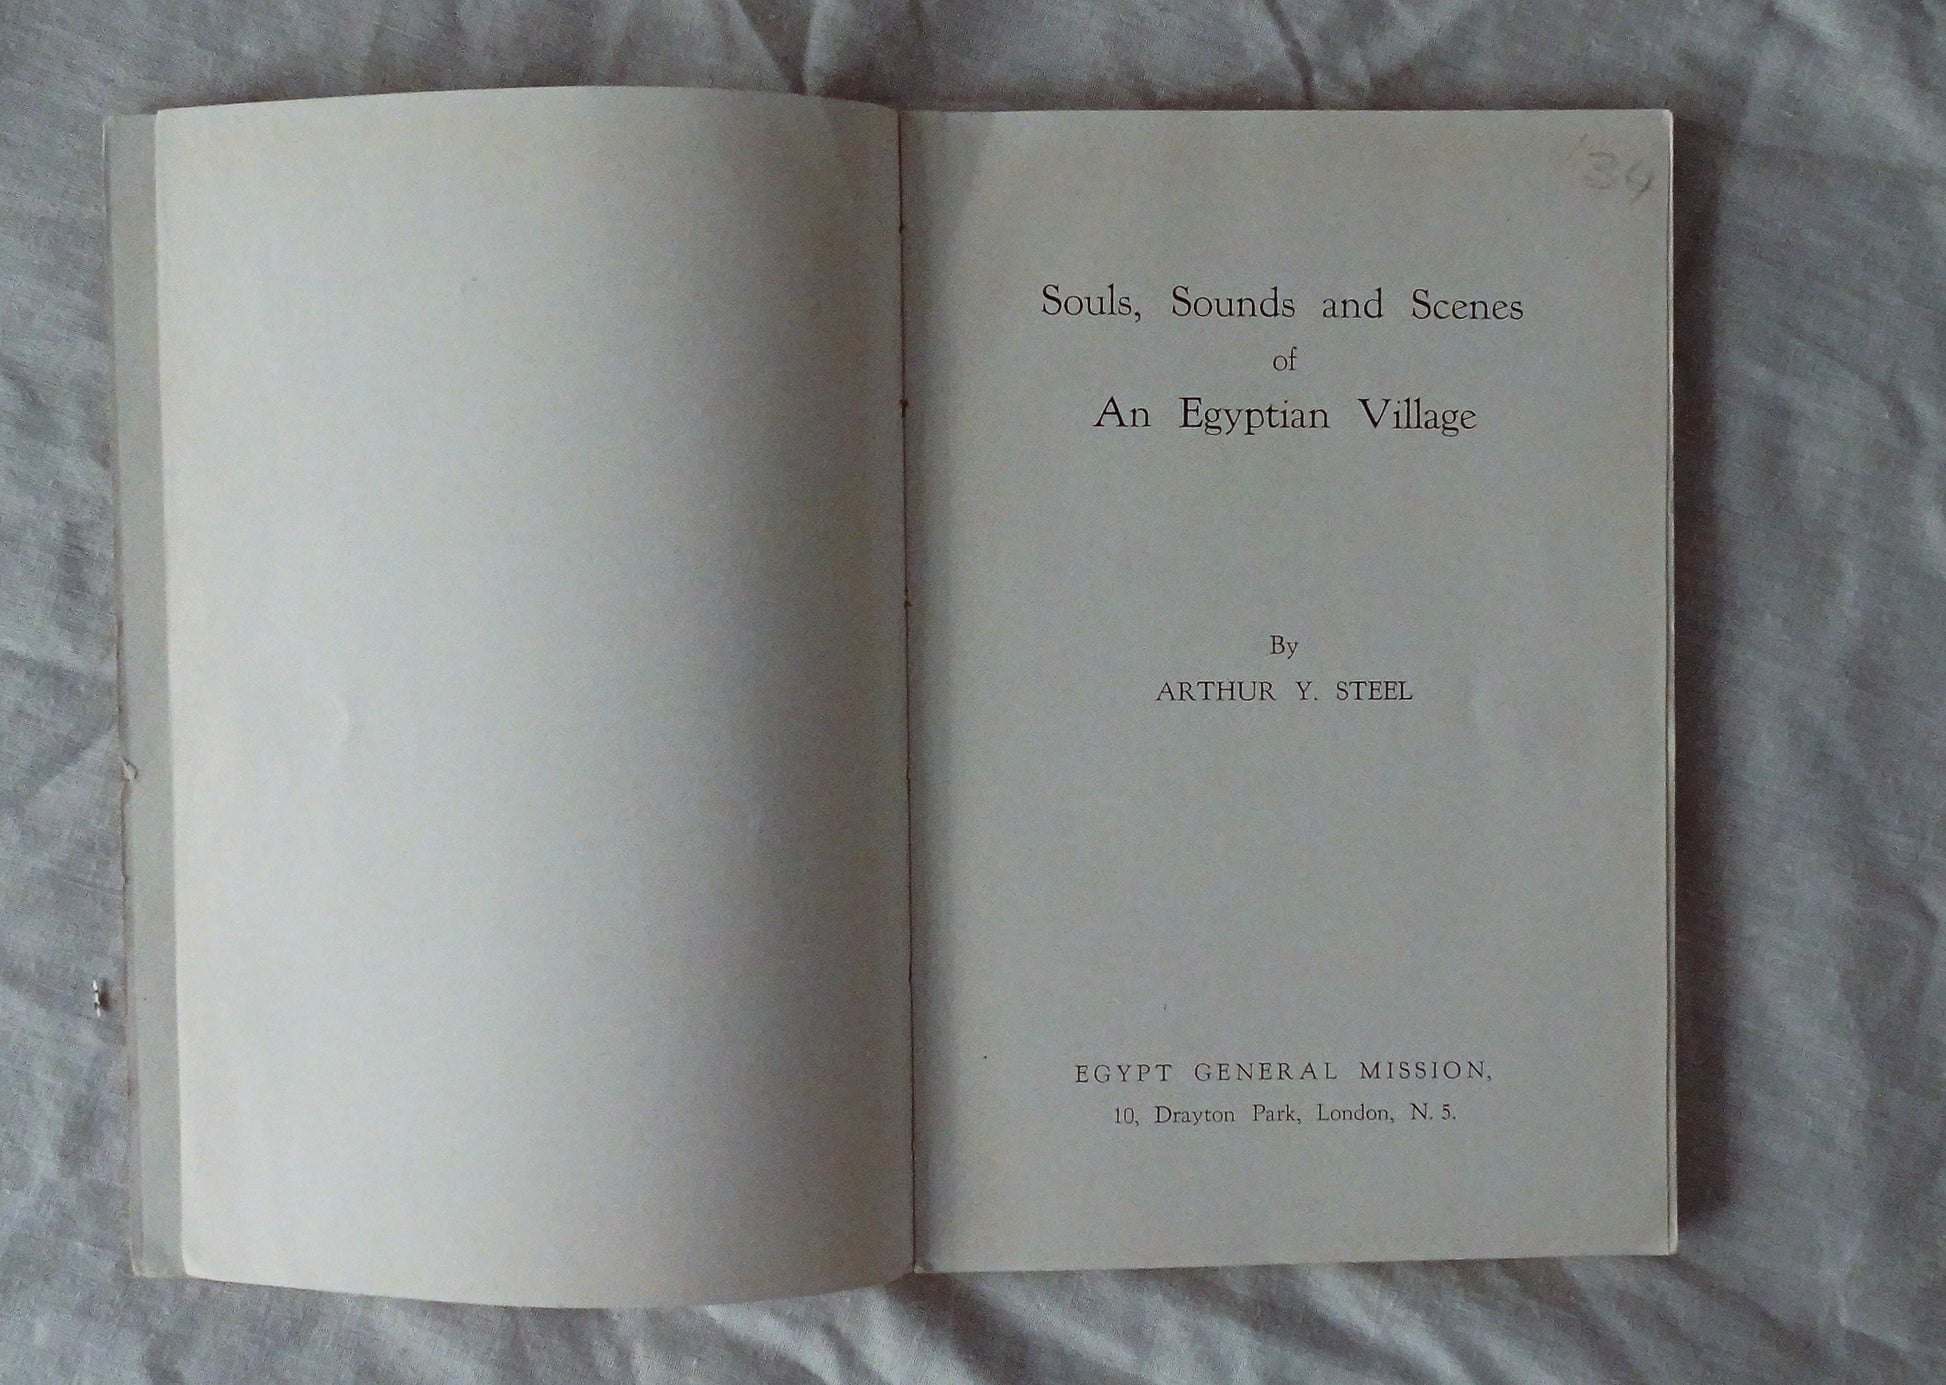 '34
Souls, Sounds and Scenes
of
An Egyptian Village
By
ARTHUR Y. STEEL
EGYPT GENERAL MISSION,
10, Drayton Park, London, N. 5.